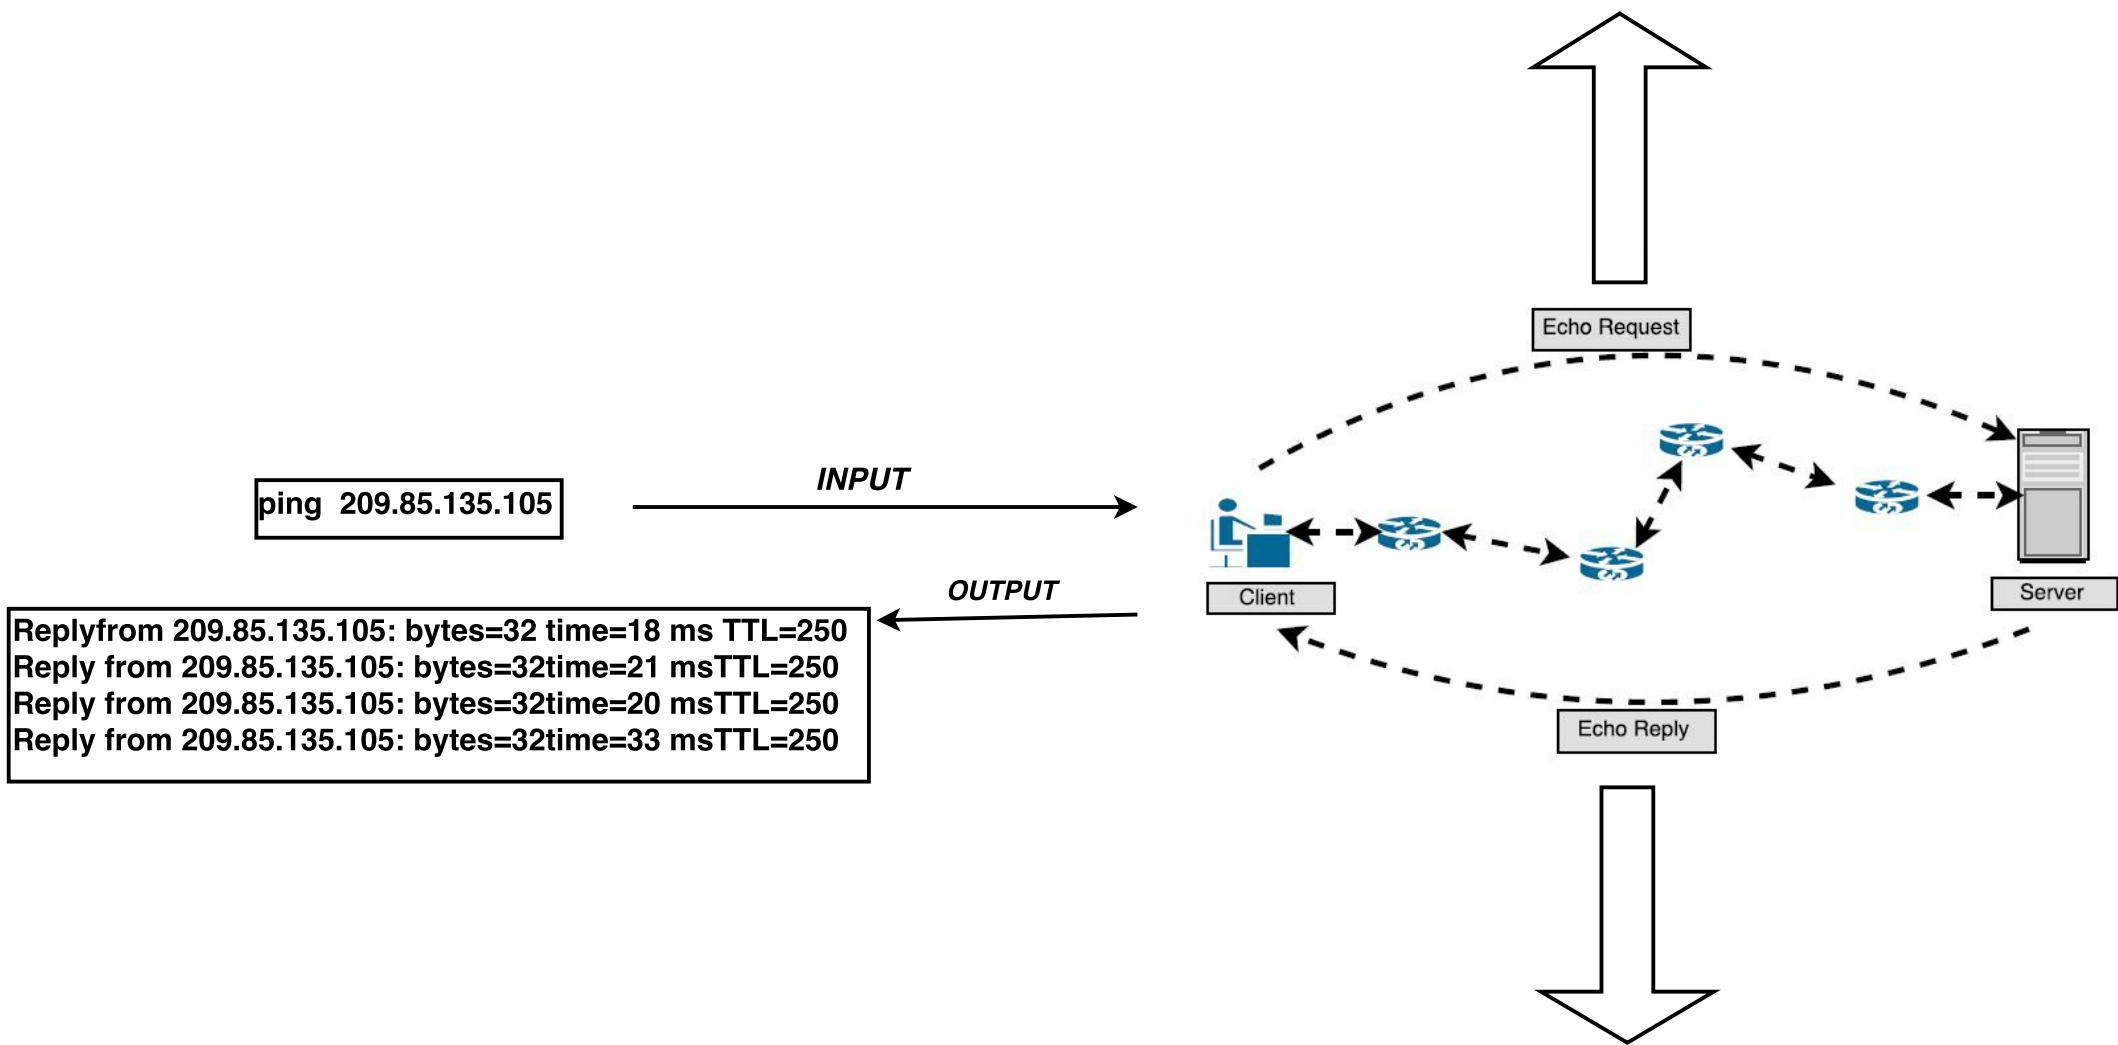 Echo Request
INPUT
ping 209.85.135.105
OUTPUT
Client
Server
Replyfrom 209.85.135.105: bytes=32 time=18 ms TTL=250
Reply from 209.85.135.105: bytes=32time=21 msTTL=250
Reply from 209.85.135.105: bytes=32time=20 msTTL=250
Reply from 209.85.135.105: bytes=32time=33 msTTL=250
Echo Reply